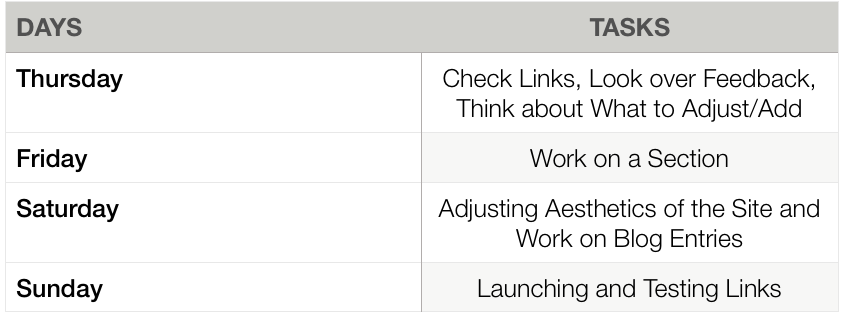 DAYS TASKS
Thursday Check Links, Look over Feedback,
Think about What to Adjust/Add
Friday Work on a Section
Saturday Adjusting Aesthetics of the Site and
Work on Blog Entries
Sunday Launching and Testing Links